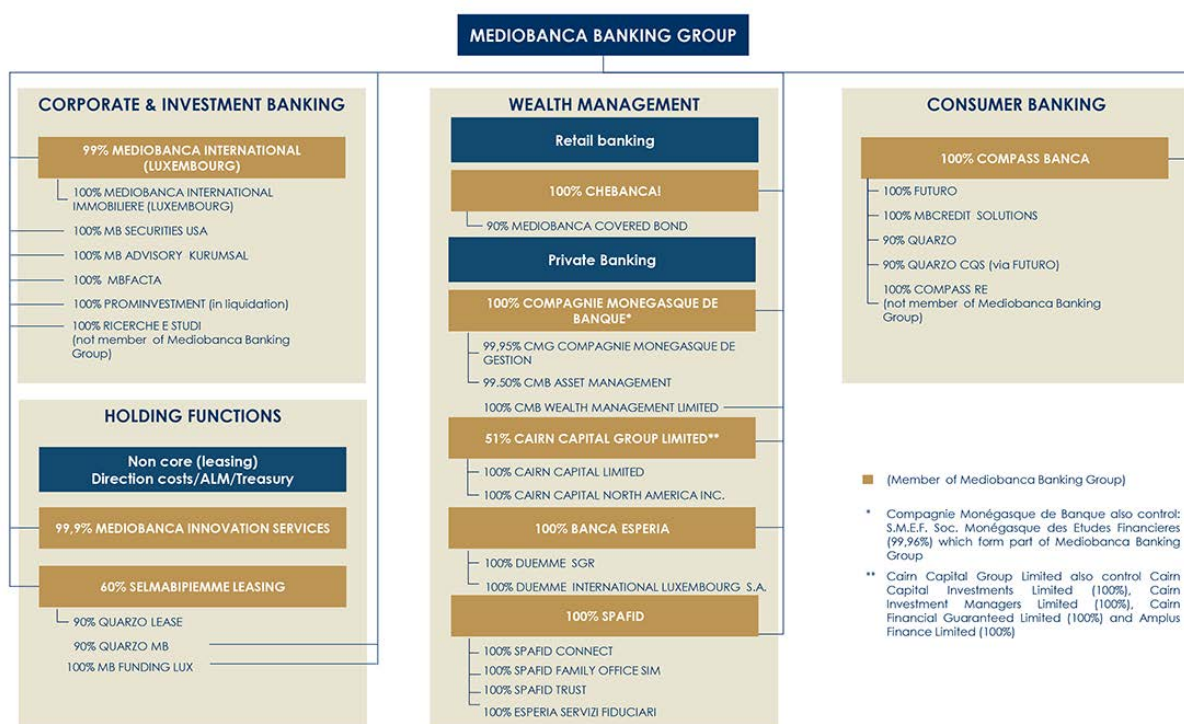 MEDIOBANCA BANKING GROUP
CORPORATE & INVESTMENT BANKING
99% MEDIOBANCA INTERNATIONAL
(LUXEMBOURG)
100% MEDIOBANCA INTERNATIONAL
IMMOBILIERE (LUXEMBOURG)
100% MB SECURITIES USA
100% MB ADVISORY KURUMSAL
100% MBFACTA
100% PROMINVESTMENT (in liquidation)
100% RICERCHE E STUDI
(not member of Mediobanca Banking
Group)
HOLDING FUNCTIONS
Non core (leasing)
Direction costs/ALM/Treasury
99,9% MEDIOBANCA INNOVATION SERVICES
60% SELMABIPIEMME LEASING
90% QUARZO LEASE
90% QUARZO MB
100% MB FUNDING LUX
WEALTH MANAGEMENT
Retail banking
100% CHEBANCA!
90% MEDIOBANCA COVERED BOND
Private Banking
100% COMPAGNIE MONEGASQUE DE
BANQUE*
99,95% CMG COMPAGNIE MONEGASQUE DE
GESTION
99.50% CMB ASSET MANAGEMENT
100% CMB WEALTH MANAGEMENT LIMITED
51% CAIRN CAPITAL GROUP LIMITED**
100% CAIRN CAPITAL LIMITED
100% CAIRN CAPITAL NORTH AMERICA INC.
100% BANCA ESPERIA
100% DUEMME SGR
100% DUEMME INTERNATIONAL LUXEMBOURG S.A.
100% SPAFID
100% SPAFID CONNECT
100% SPAFID FAMILY OFFICE SIM
100% SPAFID TRUST
100% ESPERIA SERVIZI FIDUCIARI
CONSUMER BANKING
100% COMPASS BANCA
100% FUTURO
100% MBCREDIT SOLUTIONS
90% QUARZO
90% QUARZO CQS (via FUTURO)
100% COMPASS RE
(not member of Mediobanca Banking
Group)
(Member of Mediobanca Banking Group)
* Compagnie Monégasque de Banque also control:
S.M.E.F. Soc. Monégasque des Etudes Financieres
(99,96%) which form part of Mediobanca Banking
Group
** Cairn Capital Group Limited also control Cairn
Capital Investments Limited (100%), Cairn
Investment Managers Limited (100%), Cairn
Financial Guaranteed Limited (100%) and Amplus
Finance Limited (100%)